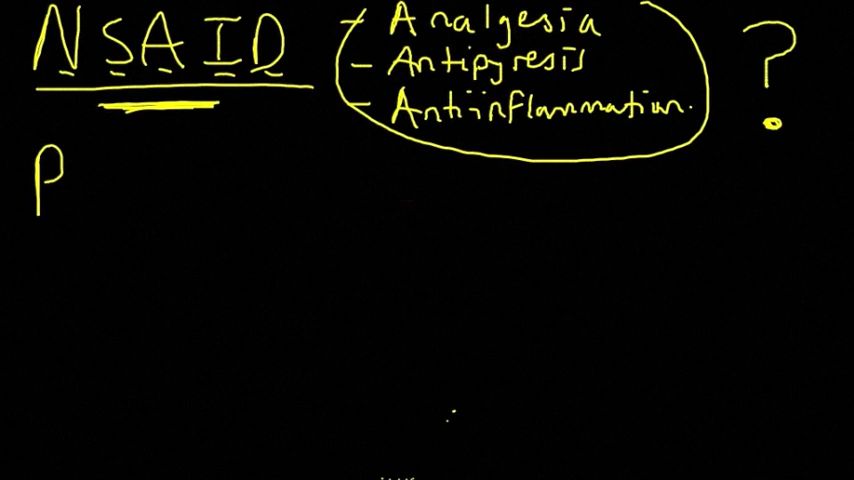 NSAID
- Analgesia
- Antipyresis
- Antiinflammation.
?
P